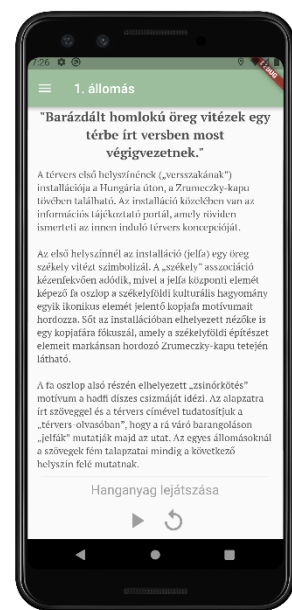 7:26
DEBUG
1. állomás
"Barázdált homlokú öreg vitézek egy
térbe írt versben most
végigvezetnek."
A térvers első helyszínének („versszakának”)
installációja a Hungária úton, a Zrumeczky-kapu
tövében található. Az installáció közelében van az
információs tájékoztató portál, amely röviden
ismerteti az innen induló térvers koncepcióját.
Az első helyszínnél az installáció (jelfa) egy öreg
székely vitézt szimbolizál. A „székely” asszociáció
kézenfekvően adódik, mivel a jelfa központi elemét
képező fa oszlop a székelyföldi kulturális hagyomány
egyik ikonikus elemét jelentő kopjafa motívumait
hordozza. Sőt az installációban elhelyezett nézőke is
egy kopjafára fókuszál, amely a székelyföldi építészet
elemeit markánsan hordozó Zrumeczky-kapu tetején
látható.
A fa oszlop alsó részén elhelyezett „zsinórkötés”
motívum a hadfi díszes csizmáját idézi. Az alapzatra
írt szöveggel és a térvers címével tudatosítjuk a
„térvers-olvasóban”, hogy a rá váró barangoláson
„jelfák” mutatják majd az utat. Az egyes állomásoknál
a szövegek fém talapzatai mindig a következő
helyszín felé mutatnak.
Hanganyag lejátszása